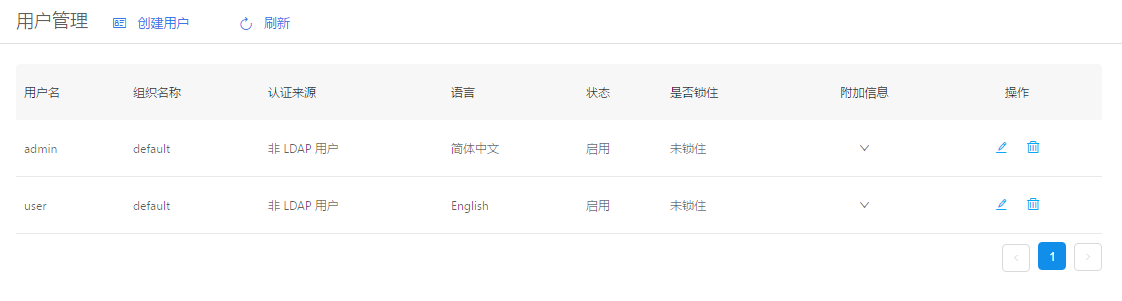 用户管理 创建用户 刷新
用户名 组织名称 认证来源 语言 状态 是否锁住 附加信息 操作
admin default 非 LDAP 用户 简体中文 启用 未锁住
user default 非 LDAP 用户 English 启用 未锁住
1